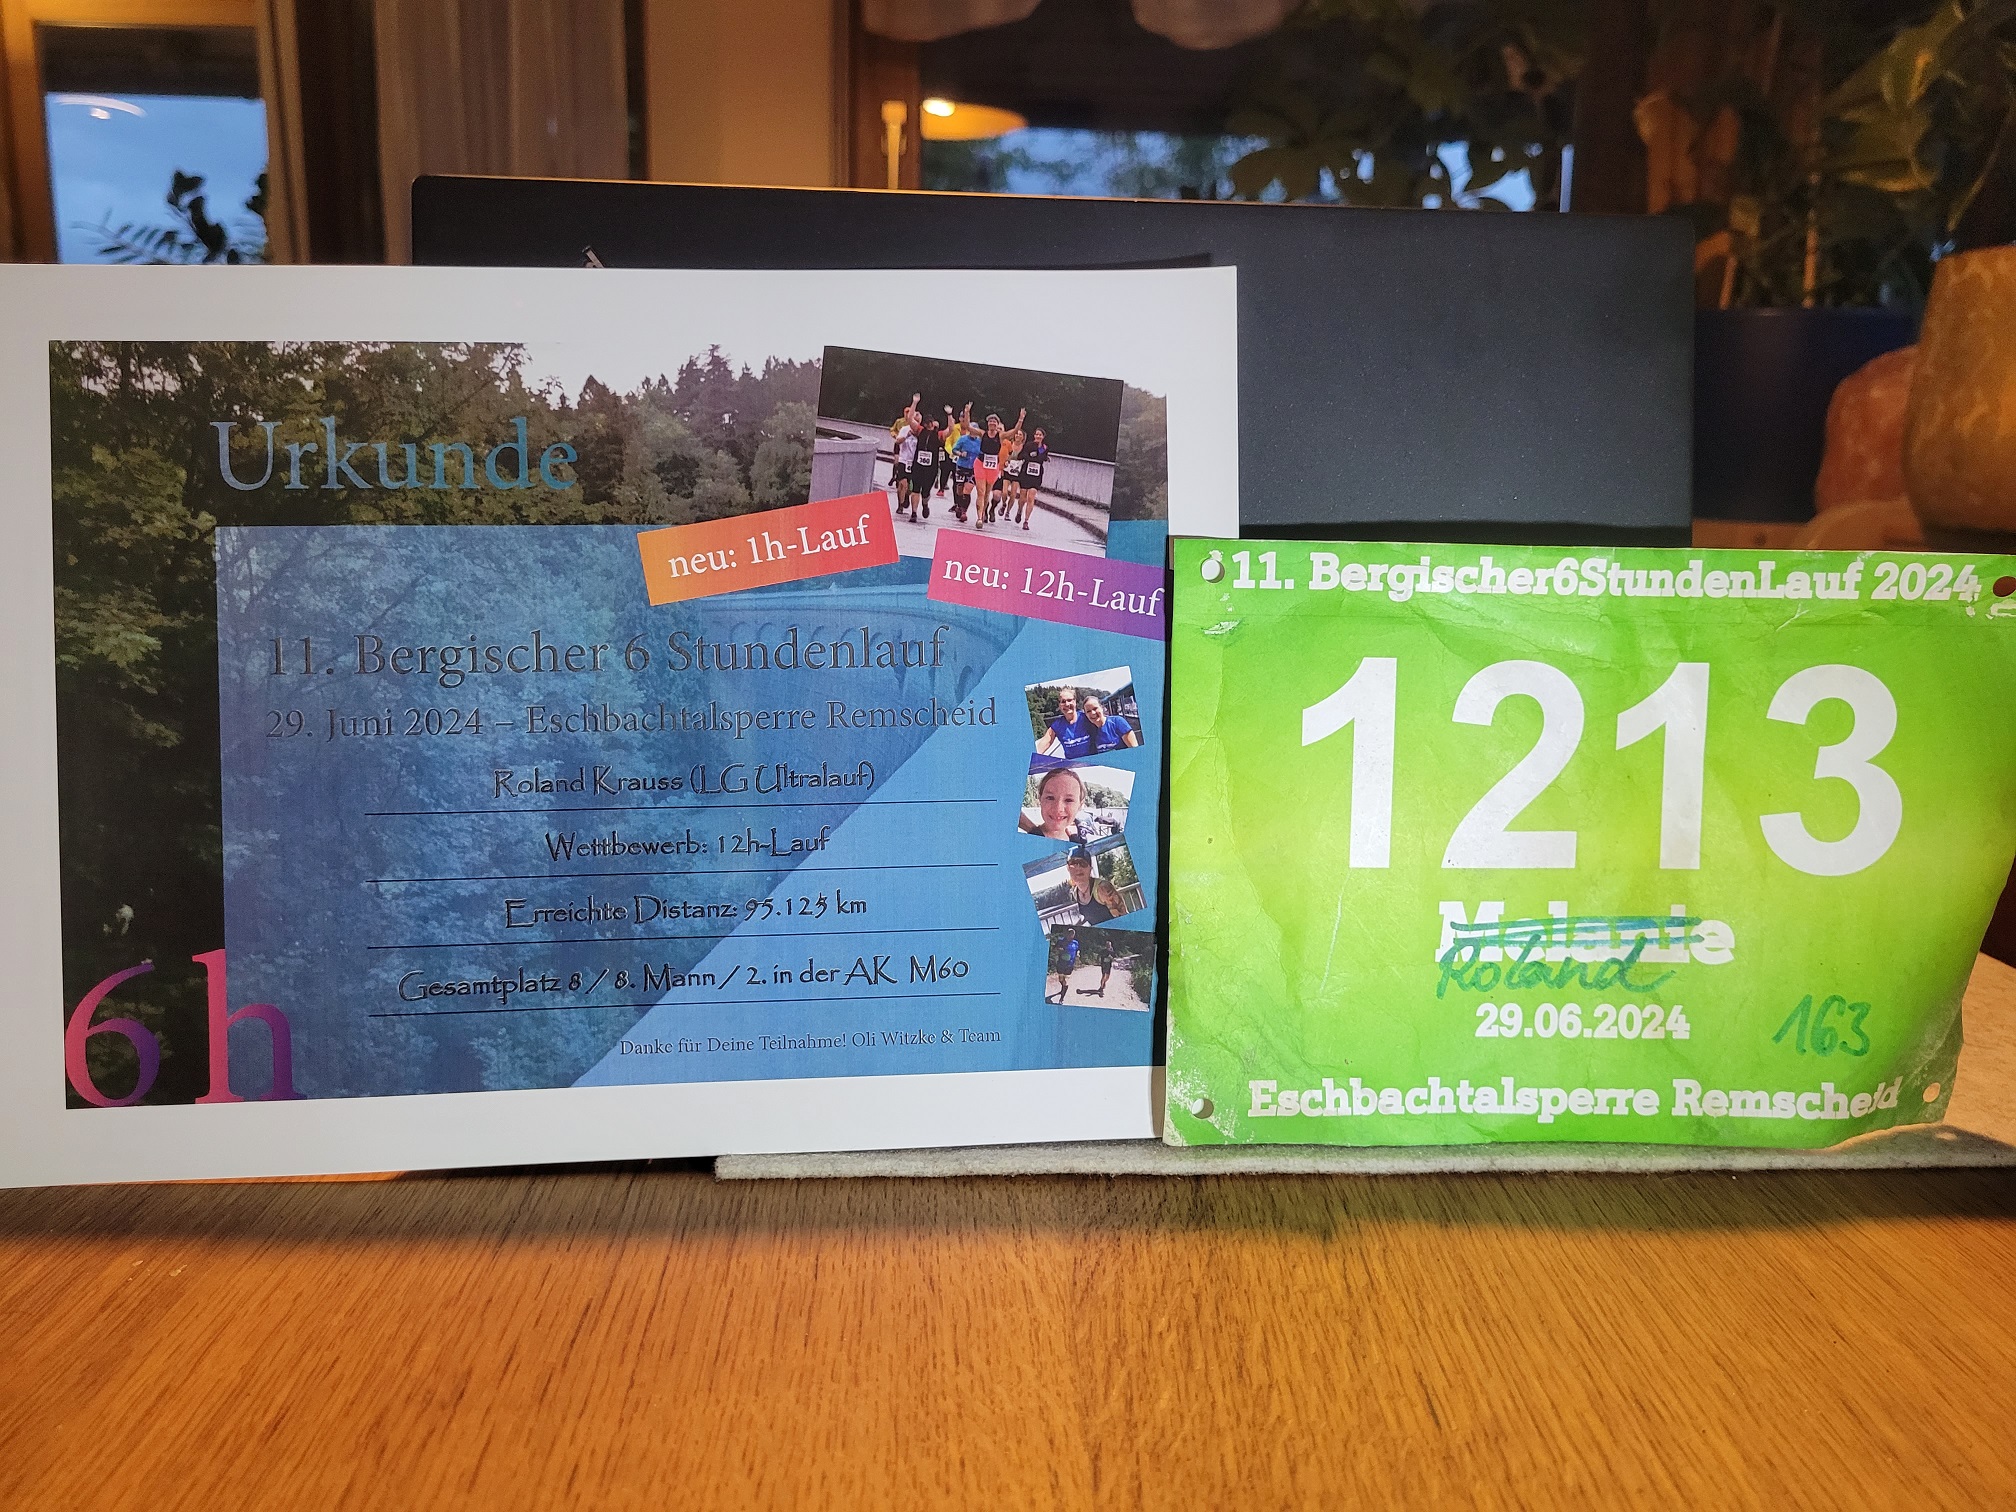 Urkunde
neu: 1h-Lauf
neu: 12h-Lauf
11. Bergischer 6 Stundenlauf
29. Juni 2024 – Eschbachtalsperre Remscheid
Roland Krauss (LG Ultralauf)
Wettbewerb: 12h-Lauf
Erreichte Distanz: 95.125 km
Gesamtplatz 8 / 8. Mann / 2. in der AK M60
Danke für Deine Teilnahme! Oli Witzke & Team
6h
11. Bergischer6StundenLauf 2024
1213
Melanie
Roland
29.06.2024
163
Eschbachtalsperre Remscheid